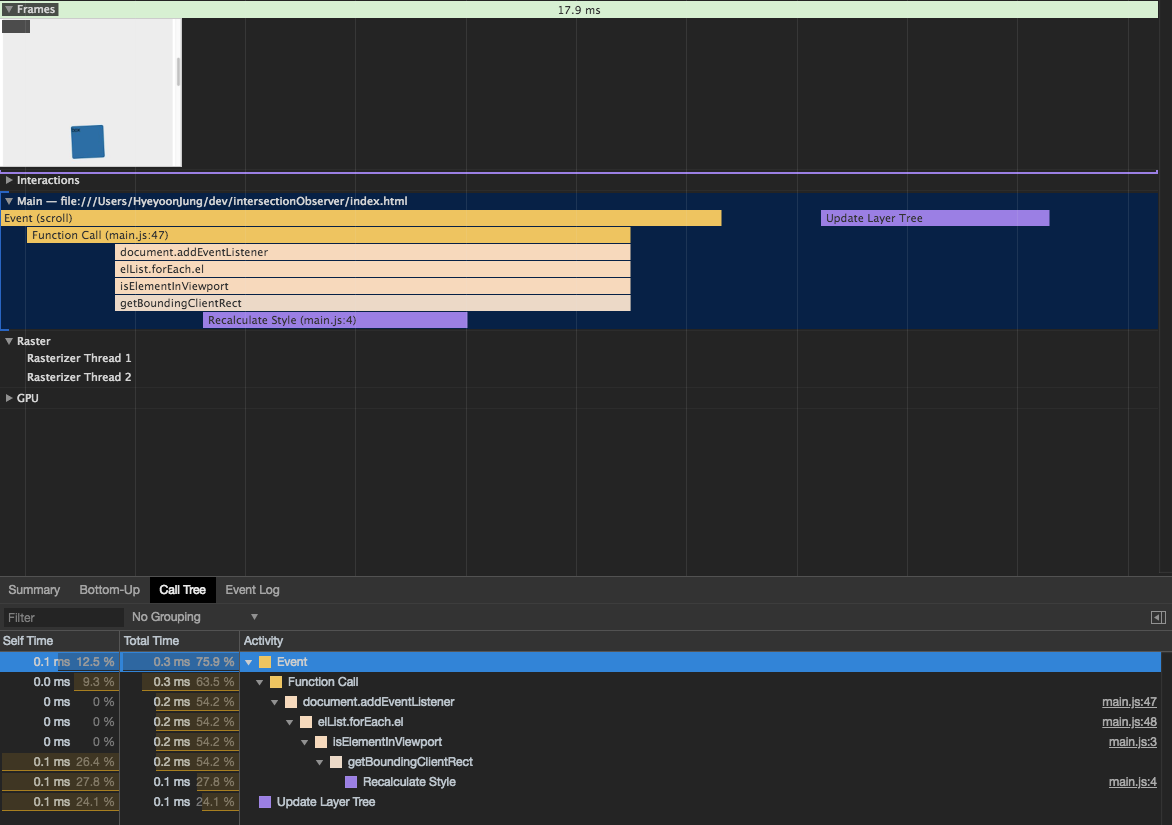 Frames
17.9 ms
Interactions
Main — file:///Users/HyeyoonJung/dev/intersectionObserver/index.html
Event (scroll)
Update Layer Tree
Function Call (main.js:47)
document.addEventListener
elList.forEach.el
isElementInViewport
getBoundingClientRect
Recalculate Style (main.js:4)
Raster
Rasterizer Thread 1
Rasterizer Thread 2
GPU
Summary Bottom-Up Call Tree Event Log
Filter No Grouping
Self Time Total Time Activity
0.1 ms 12.5 % 0.3 ms 75.9 % Event
0.0 ms 9.3 % 0.3 ms 63.5 % Function Call
0 ms 0 % 0.2 ms 54.2 % document.addEventListener main.js:47
0 ms 0 % 0.2 ms 54.2 % elList.forEach.el main.js:48
0 ms 0 % 0.2 ms 54.2 % isElementInViewport main.js:3
0.1 ms 26.4 % 0.2 ms 54.2 % getBoundingClientRect
0.1 ms 27.8 % 0.1 ms 27.8 % Recalculate Style main.js:4
0.1 ms 24.1 % 0.1 ms 24.1 % Update Layer Tree